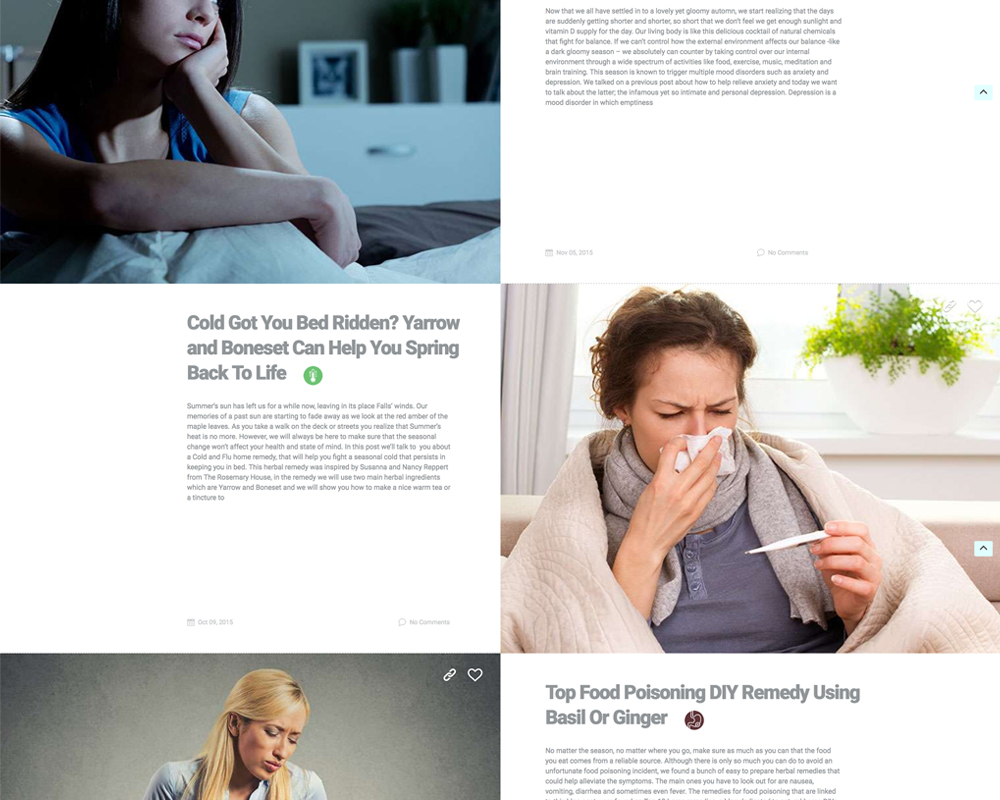 Now that we all have settled in to a lovely yet gloomy automn, we start realizing that the days
are suddenly getting shorter and shorter, so short that we don't feel we get enough sunlight and
vitamin D supply for the day. Our living body is like this delicious cocktail of natural chemicals
that fight for balance. If we can't control how the external environment affects our balance -like
a dark gloomy season – we absolutely can counter by taking control over our internal
environment through a wide spectrum of activities like food, exercise, music, meditation and
brain training. This season is known to trigger multiple mood disorders such as anxiety and
depression. We talked on a previous post about how to help relieve anxiety and today we want
to talk about the latter; the infamous yet so intimate and personal depression. Depression is a
mood disorder in which emptiness
Nov 05, 2015
No Comments
Cold Got You Bed Ridden? Yarrow
and Boneset Can Help You Spring
Back To Life
Summer's sun has left us for a while now, leaving in its place Falls' winds. Our
memories of a past sun are starting to fade away as we look at the red amber of the
maple leaves. As you take a walk on the deck or streets you realize that Summer's
heat is no more. However, we will always be here to make sure that the seasonal
change won't affect your health and state of mind. In this post we'll talk to you about
a Cold and Flu home remedy, that will help you fight a seasonal cold that persists in
keeping you in bed. This herbal remedy was inspired by Susanna and Nancy Reppert
from The Rosemary House, in the remedy we will use two main herbal ingredients
which are Yarrow and Boneset and we will show you how to make a nice warm tea or
a tincture to
Oct 09, 2015
No Comments
Top Food Poisoning DIY Remedy Using
Basil Or Ginger
No matter the season, no matter where you go, make sure as much as you can that the food
you eat comes from a reliable source. Although there is only so much you can do to avoid an
unfortunate food poisoning incident, we found a bunch of easy to prepare herbal remedies that
could help alleviate the symptoms. The main ones you have to look out for are nausea,
vomiting, diarrhea and sometimes even fever. The remedies for food poisoning that are linked